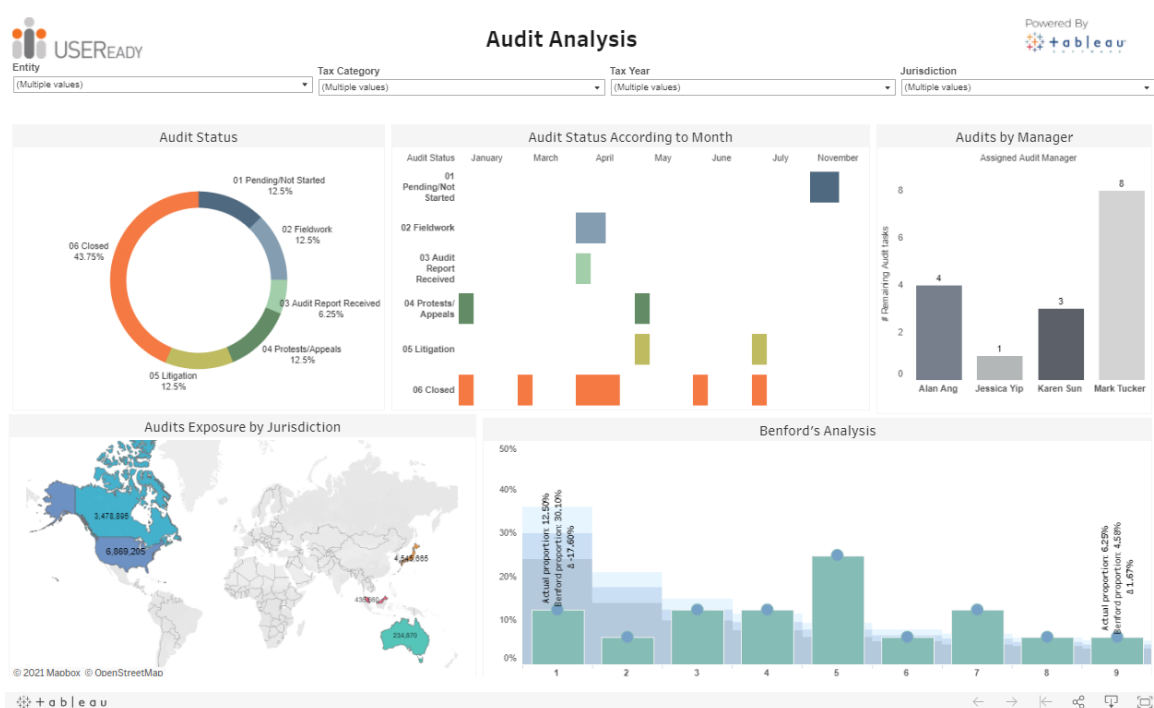 USEREADY
Audit Analysis
Powered By
+ableau
SOFTWARE
Entity
(Multiple values)
Tax Category
(Multiple values)
Tax Year
(Multiple values)
Jurisdiction
(Multiple values)
Audit Status
01 Pending/Not Started
12.5%
02 Fieldwork
12.5%
03 Audit Report Received
6.25%
04 Protests/Appeals
12.5%
05 Litigation
12.5%
06 Closed
43.75%
Audit Status According to Month
Audit Status January March April May June July November
01
Pending/Not
Started
02 Fieldwork
03 Audit
Report
Received
04 Protests/
Appeals
05 Litigation
06 Closed
Audits by Manager
Assigned Audit Manager
# Remaining Audit tasks
8
6
4
2
0
4
1
3
8
Alan Ang Jessica Yip Karen Sun Mark Tucker
Audits Exposure by Jurisdiction
3,478,895
6,869,205
234,870
© 2021 Mapbox © OpenStreetMap
Benford's Analysis
50%
40%
30%
20%
10%
0%
Actual proportion: 12.50%
Benford proportion: 30.10%
Δ -17.60%
Actual proportion: 6.25%
Benford proportion: 4.58%
Δ 1.67%
1 2 3 4 5 6 7 8 9
+ableau